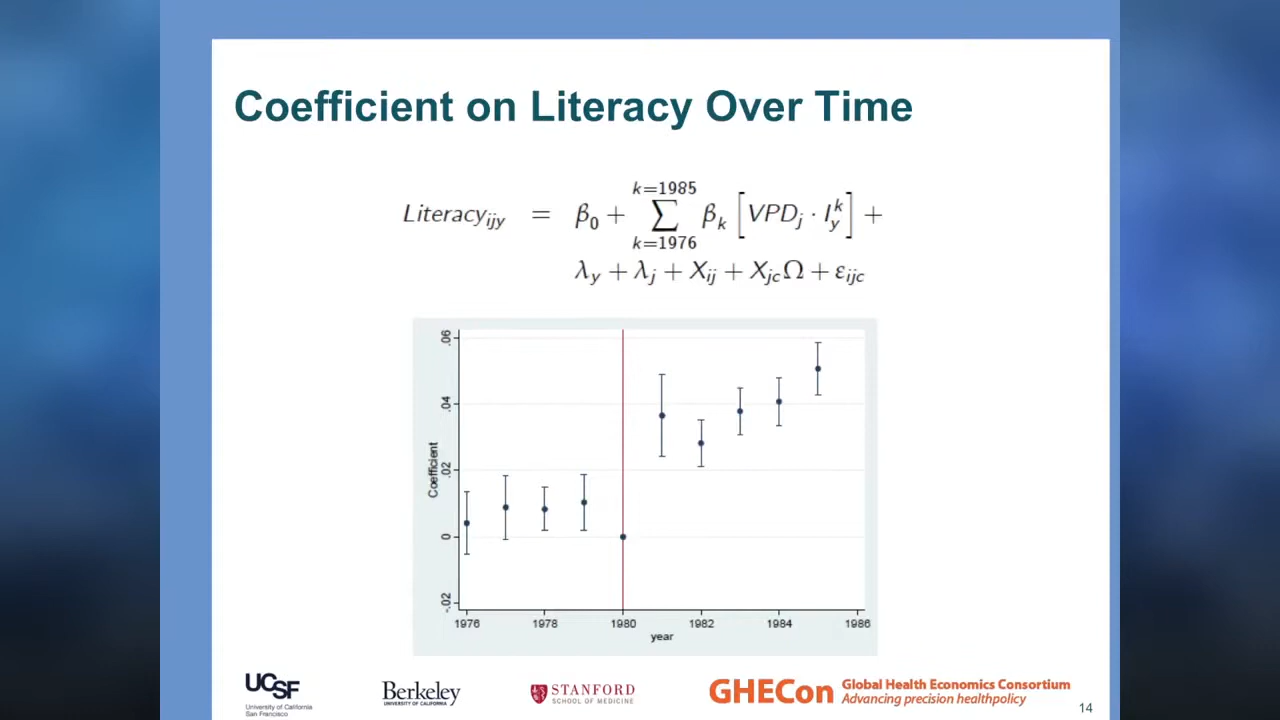 Coefficient on Literacy Over Time
k=1985
Literacy_ijy = β_0 + ∑ β_k [VPD_j · I_y^k] +
k=1976
λ_y + λ_j + X_ij + X_jc Ω + ε_ijc
.06
.04
.02
0
-.02
Coefficient
1976 1978 1980 1982 1984 1986
year
UCSF
University of California
San Francisco
Berkeley
UNIVERSITY OF CALIFORNIA
STANFORD
SCHOOL OF MEDICINE
GHECon Global Health Economics Consortium
Advancing precision healthpolicy
14